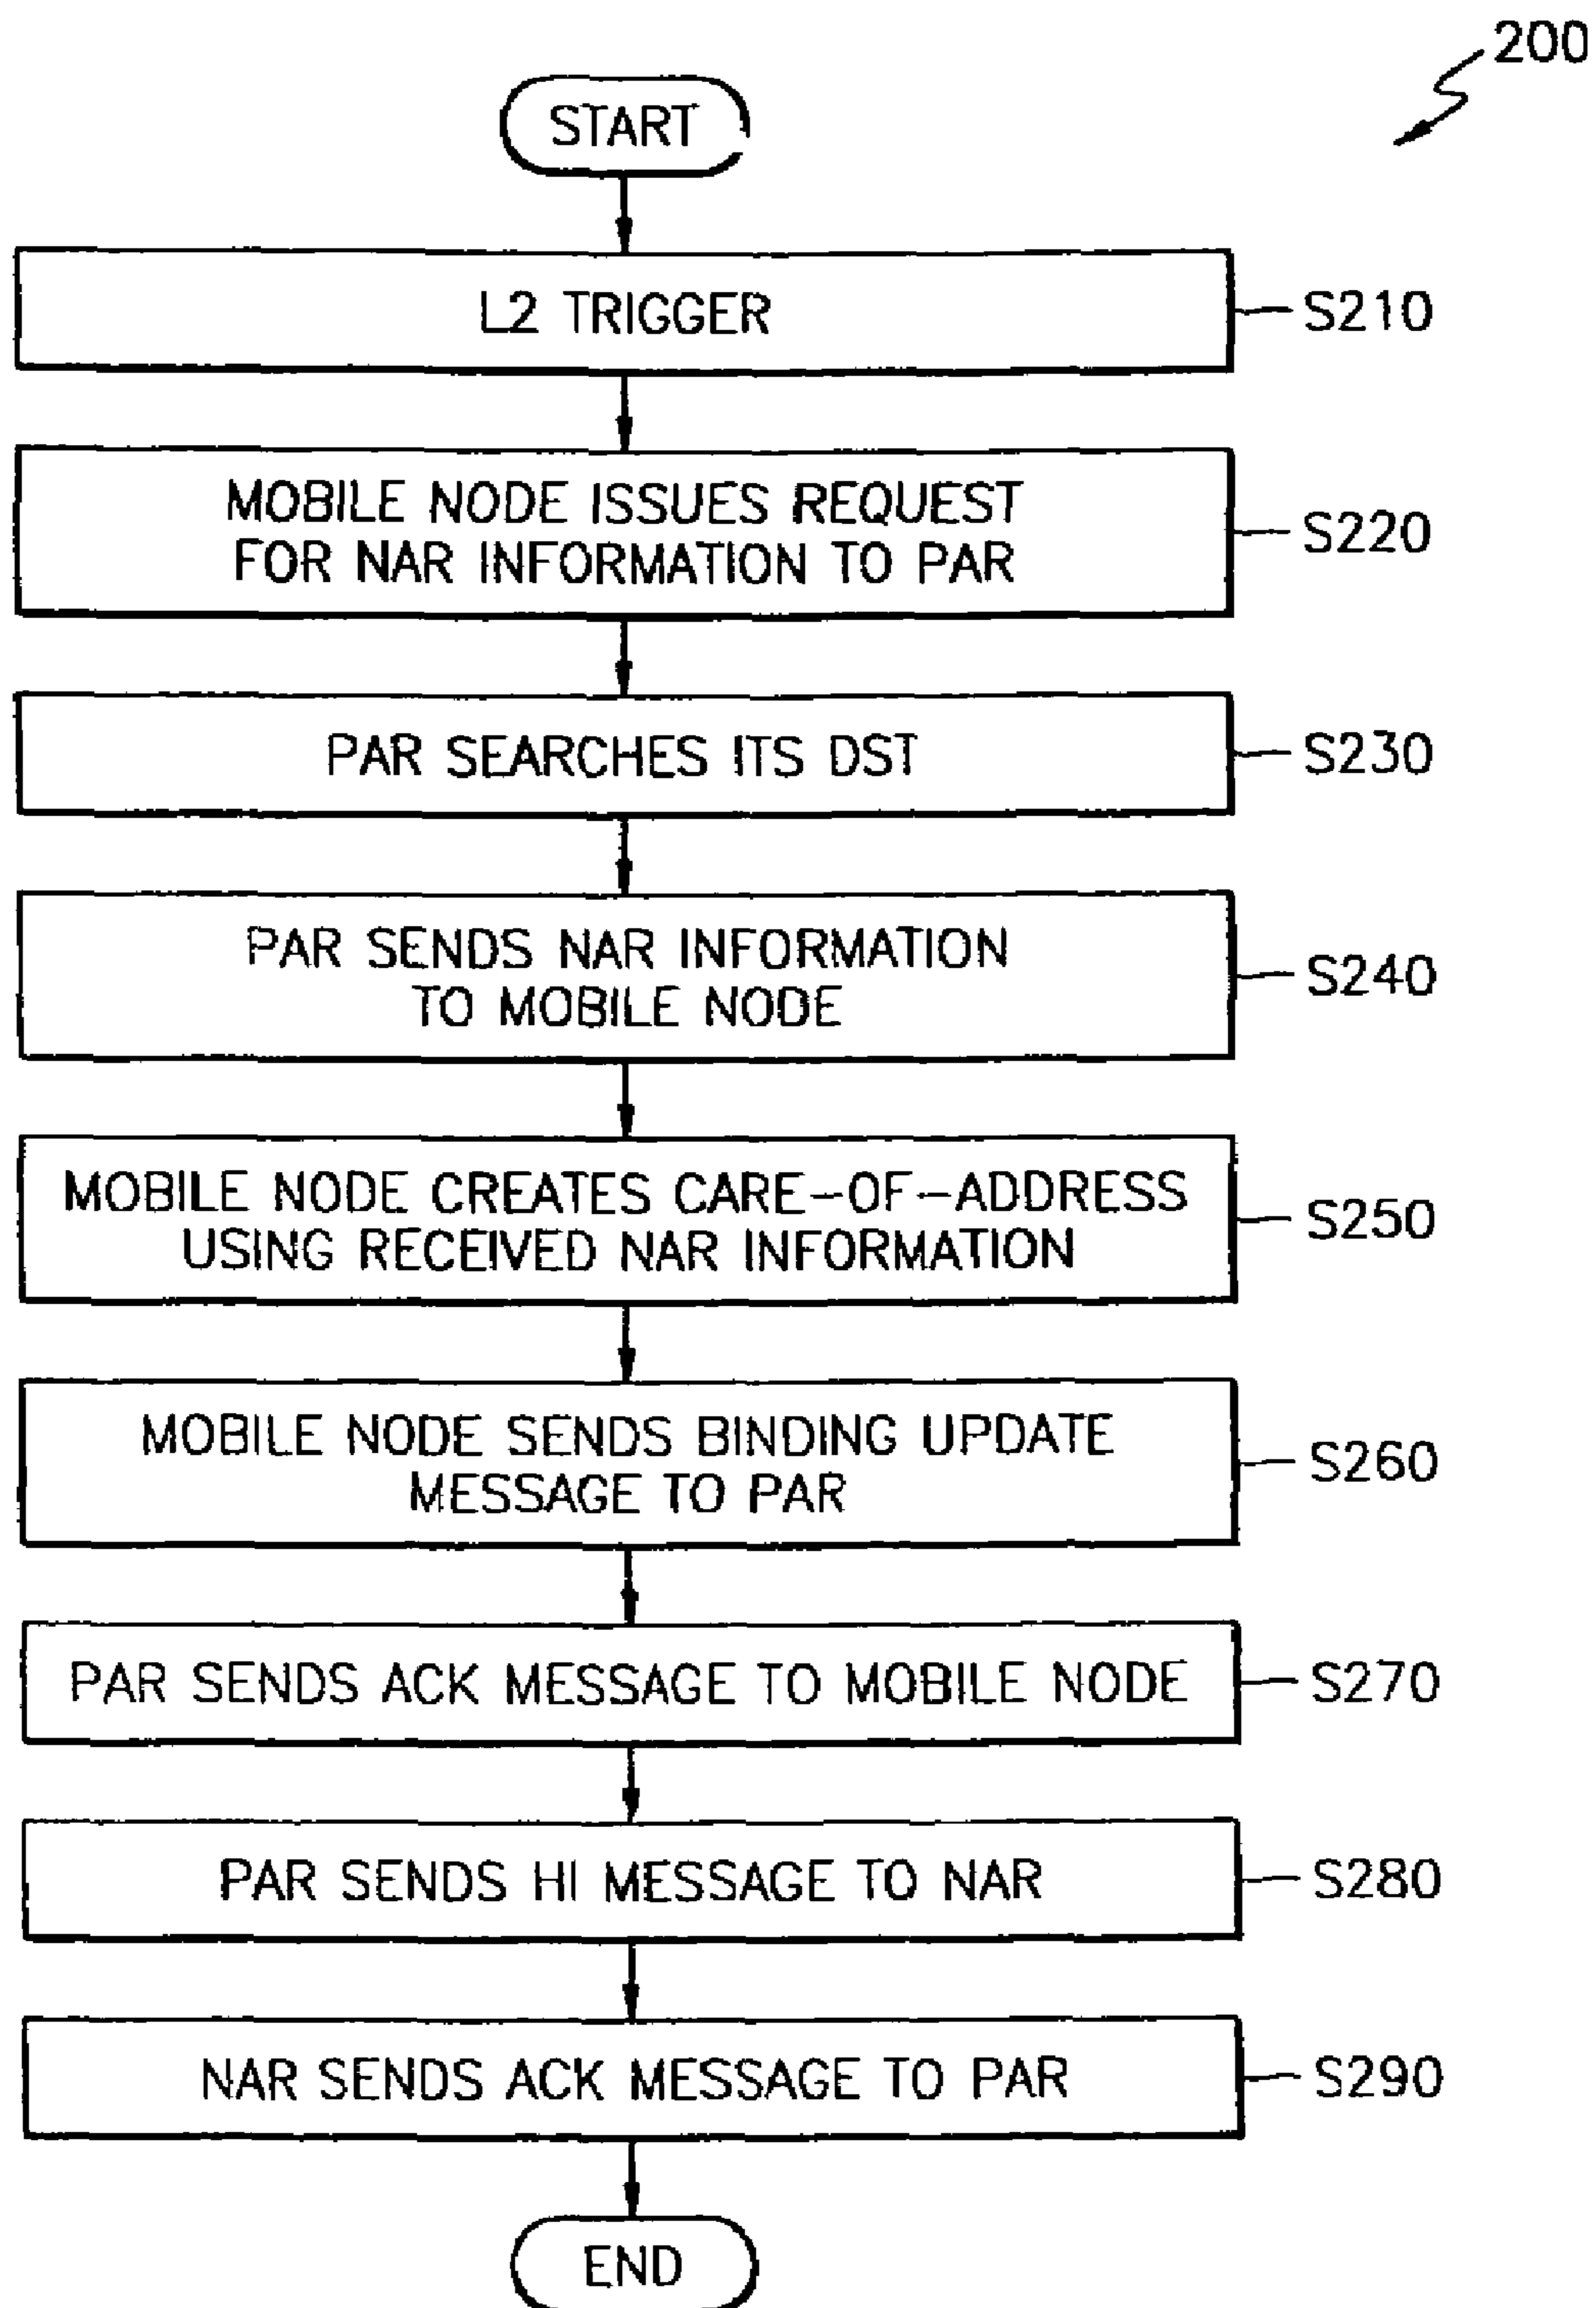 200
START
L2 TRIGGER
S210
MOBILE NODE ISSUES REQUEST
FOR NAR INFORMATION TO PAR
S220
PAR SEARCHES ITS DST
S230
PAR SENDS NAR INFORMATION
TO MOBILE NODE
S240
MOBILE NODE CREATES CARE-OF-ADDRESS
USING RECEIVED NAR INFORMATION
S250
MOBILE NODE SENDS BINDING UPDATE
MESSAGE TO PAR
S260
PAR SENDS ACK MESSAGE TO MOBILE NODE
S270
PAR SENDS HI MESSAGE TO NAR
S280
NAR SENDS ACK MESSAGE TO PAR
S290
END